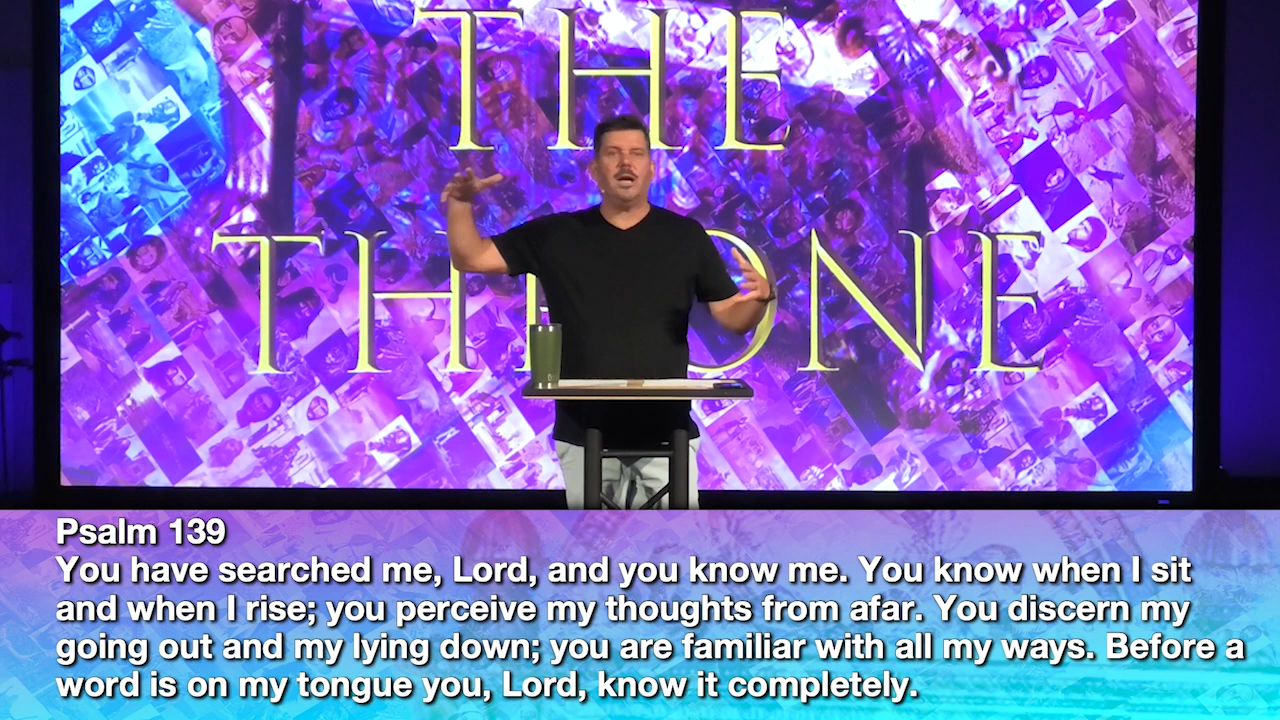 THE
THRONE
Psalm 139
You have searched me, Lord, and you know me. You know when I sit
and when I rise; you perceive my thoughts from afar. You discern my
going out and my lying down; you are familiar with all my ways. Before a
word is on my tongue you, Lord, know it completely.